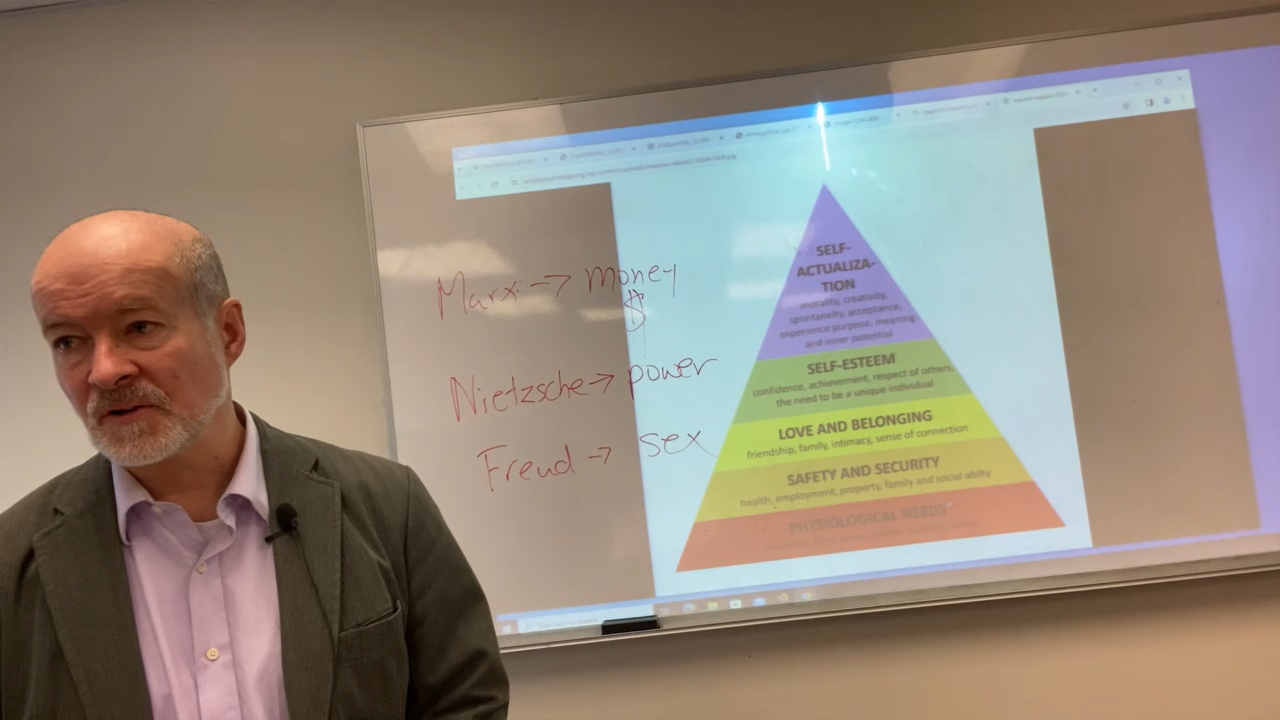 Marx → money
$
Nietzsche → power
Freud → sex
SELF-
ACTUALIZA-
TION
morality, creativity,
spontaneity, acceptance,
experience purpose, meaning
and inner potential
SELF-ESTEEM
confidence, achievement, respect of others,
the need to be a unique individual
LOVE AND BELONGING
friendship, family, intimacy, sense of connection
SAFETY AND SECURITY
health, employment, property, family and social abilty
PHYSIOLOGICAL NEEDS